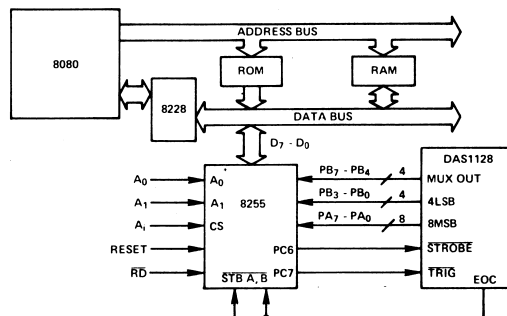 ADDRESS BUS
8080
ROM
RAM
8228
DATA BUS
D7 - D0
DAS1128
A0
A0
8255
PB7 - PB4
4
MUX OUT
A1
A1
PB3 - PB0
4
4LSB
Ai
CS
PA7 - PA0
8
8MSB
RESET
PC6
STROBE
RD
STB A, B
PC7
TRIG
EOC